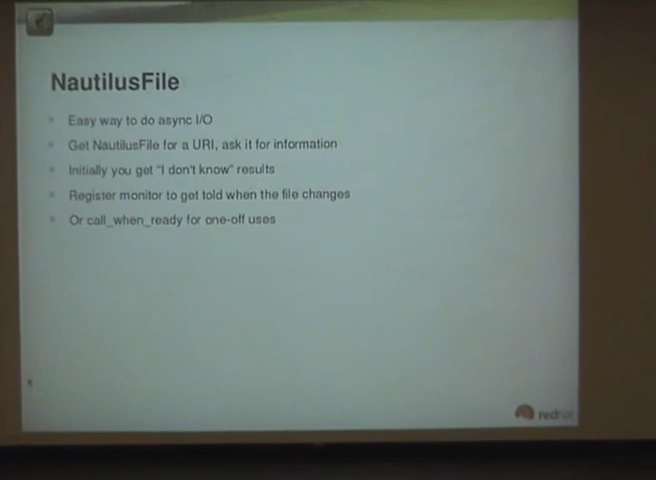 NautilusFile
Easy way to do async I/O
Get NautilusFile for a URI, ask it for information
Initially you get "I don't know" results
Register monitor to get told when the file changes
Or call_when_ready for one-off uses
redhat